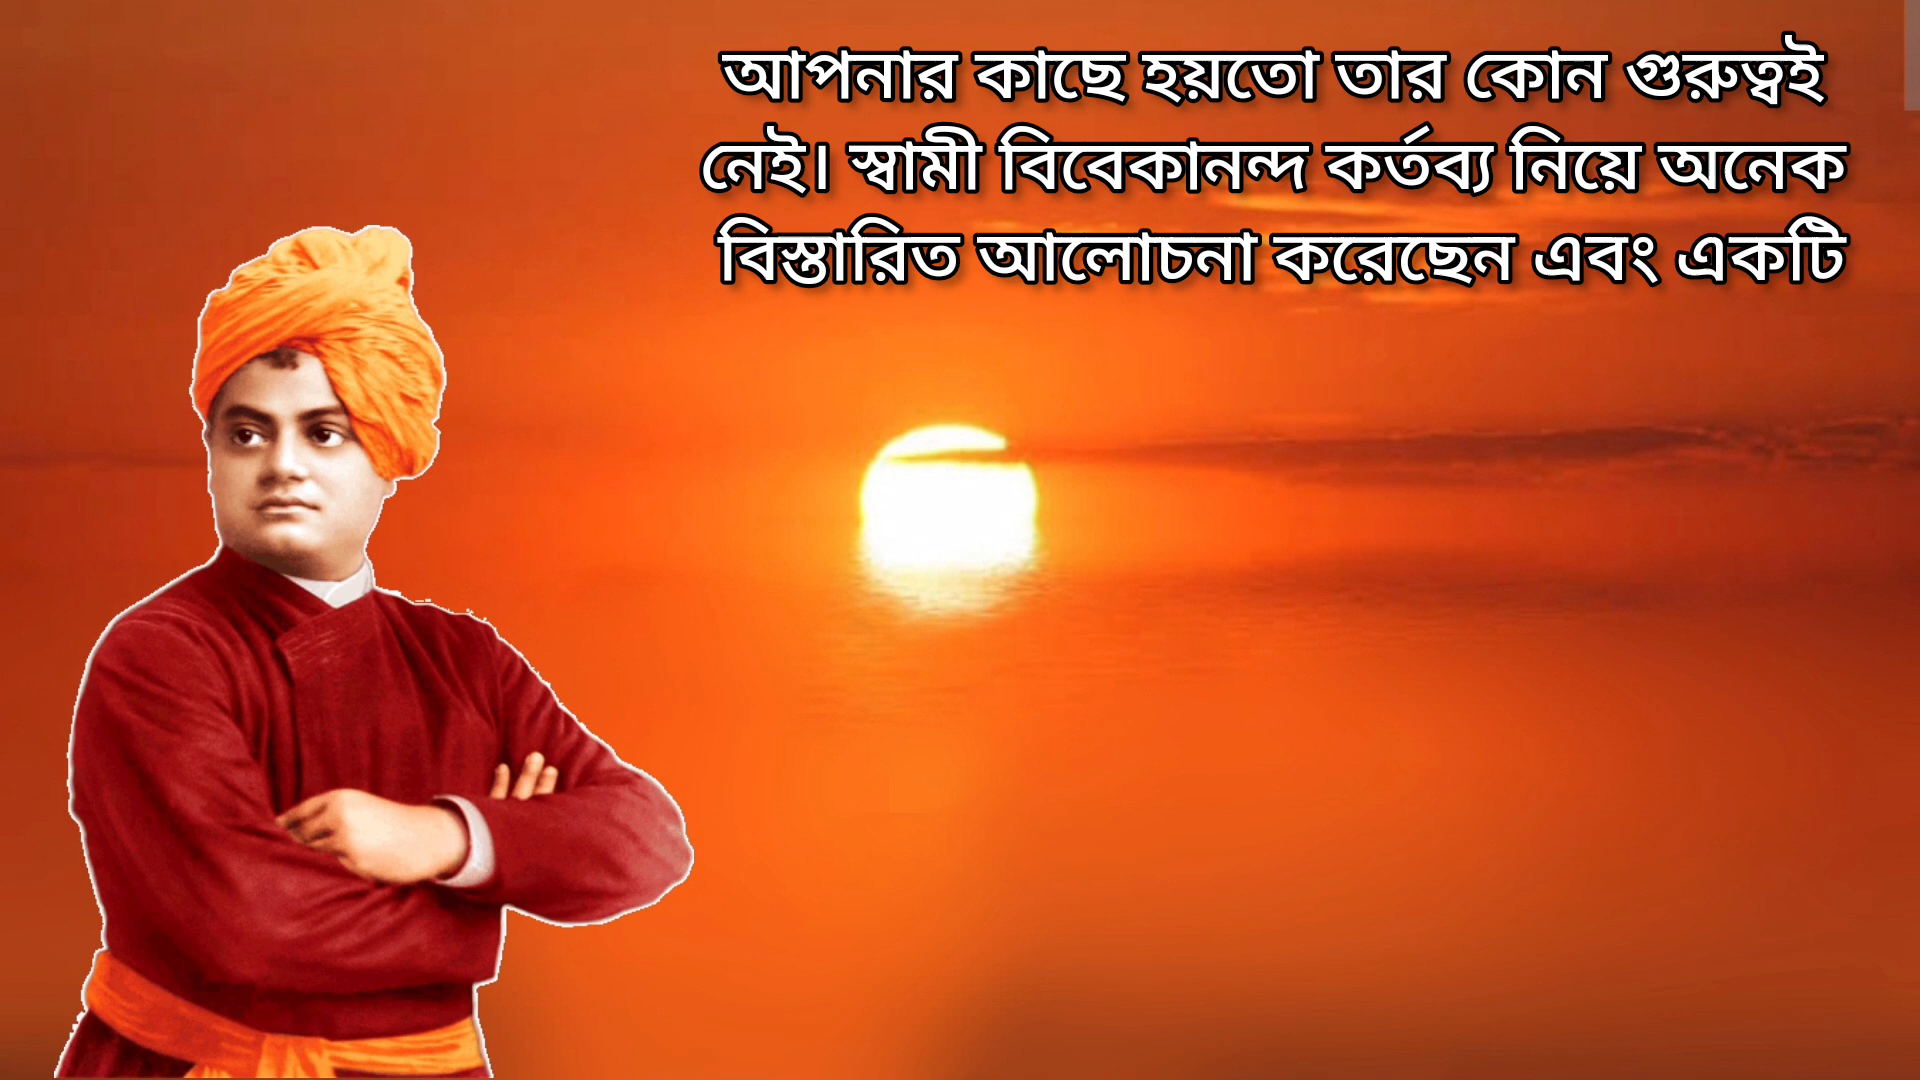 আপনার কাছে হয়তো তার কোন গুরুত্বই
নেই। স্বামী বিবেকানন্দ কর্তব্য নিয়ে অনেক
বিস্তারিত আলোচনা করেছেন এবং একটি